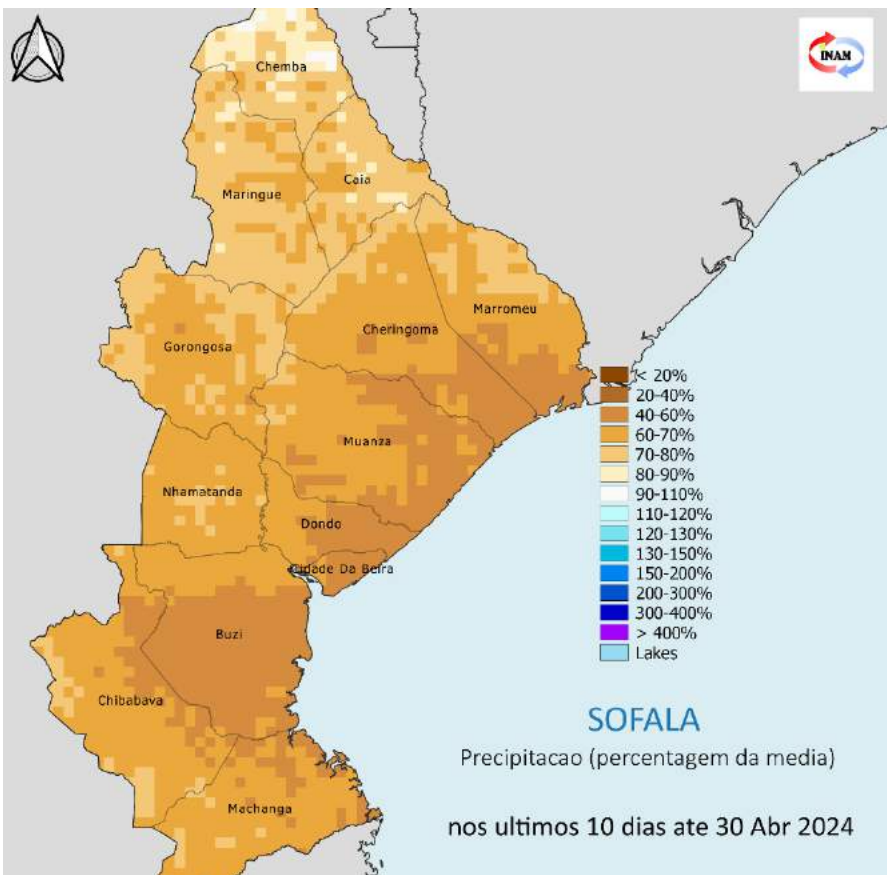 INAM
Chemba
Caia
Maringue
Marromeu
Cheringoma
Gorongosa
Muanza
Nhamatanda
Dondo
Cidade Da Beira
Buzi
Chibabava
Machanga
< 20%
20-40%
40-60%
60-70%
70-80%
80-90%
90-110%
110-120%
120-130%
130-150%
150-200%
200-300%
300-400%
> 400%
Lakes
SOFALA
Precipitacao (percentagem da media)
nos ultimos 10 dias ate 30 Abr 2024